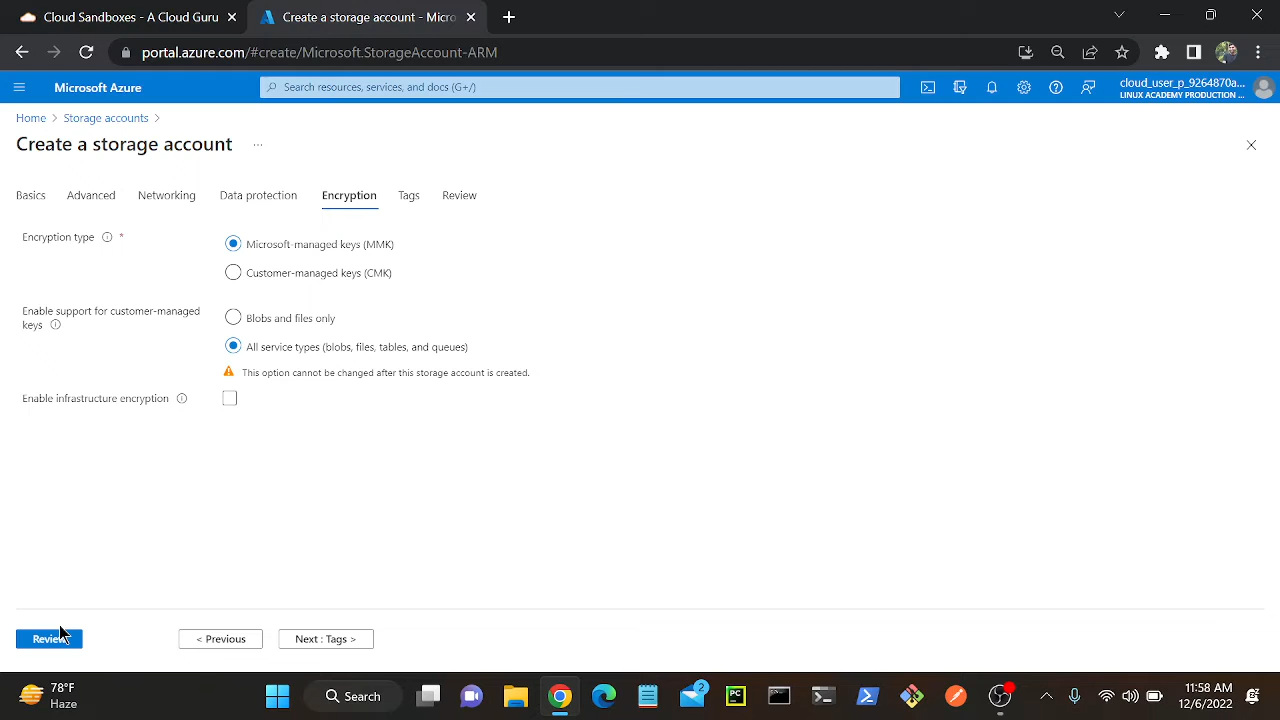 Cloud Sandboxes - A Cloud Guru
Create a storage account - Micro
portal.azure.com/#create/Microsoft.StorageAccount-ARM
Microsoft Azure
Search resources, services, and docs (G+/)
cloud_user_p_9264870a...
LINUX ACADEMY PRODUCTION ...
Home > Storage accounts >
Create a storage account ...
Basics Advanced Networking Data protection Encryption Tags Review
Encryption type *
Microsoft-managed keys (MMK)
Customer-managed keys (CMK)
Enable support for customer-managed
keys
Blobs and files only
All service types (blobs, files, tables, and queues)
This option cannot be changed after this storage account is created.
Enable infrastructure encryption
Review
< Previous
Next : Tags >
78°F
Haze
Search
2
PC
11:58 AM
12/6/2022